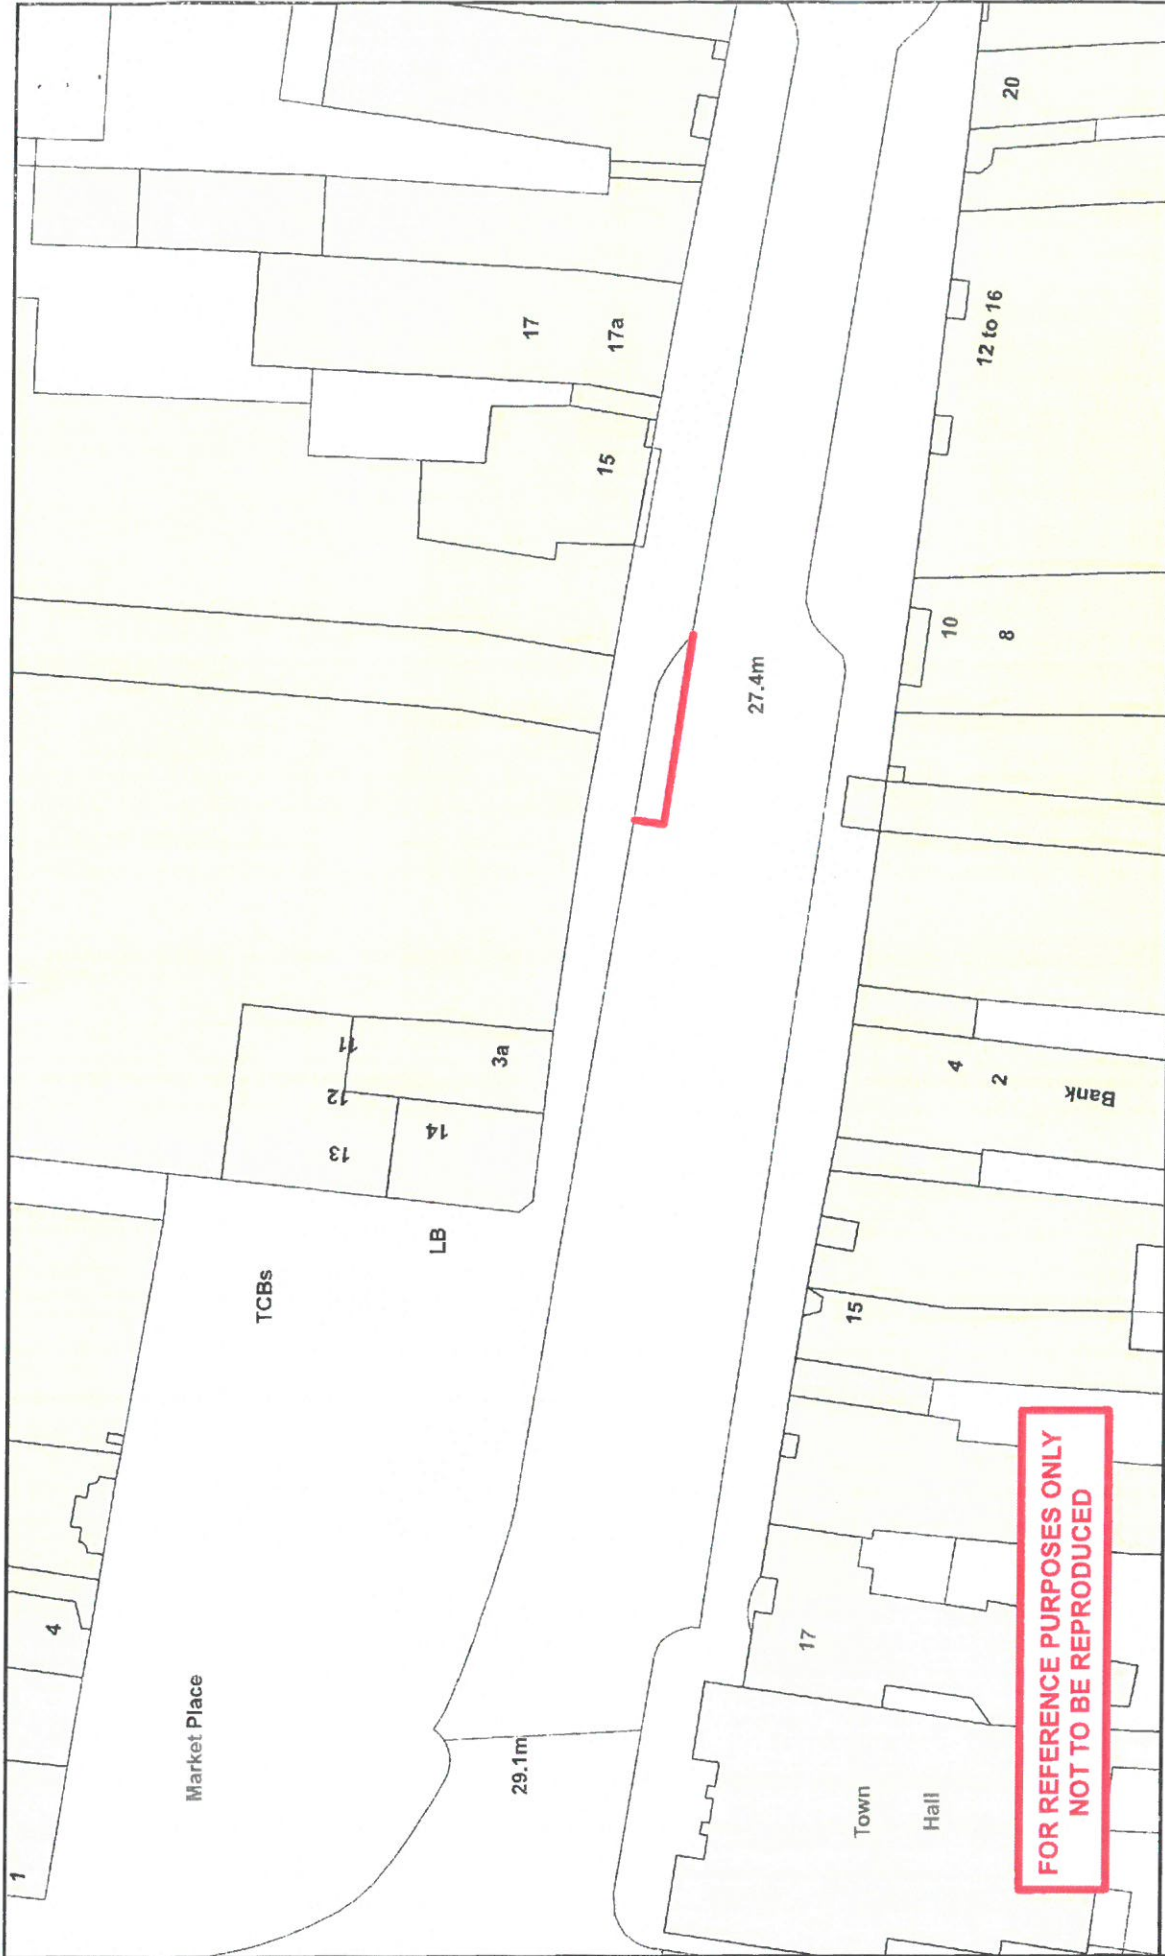 1
4
Market Place
TCBs
LB
13
12
11
14
3a
15
17
17a
29.1m
27.4m
Town
Hall
17
15
Bank
2
4
8
10
12 to 16
20
FOR REFERENCE PURPOSES ONLY
NOT TO BE REPRODUCED